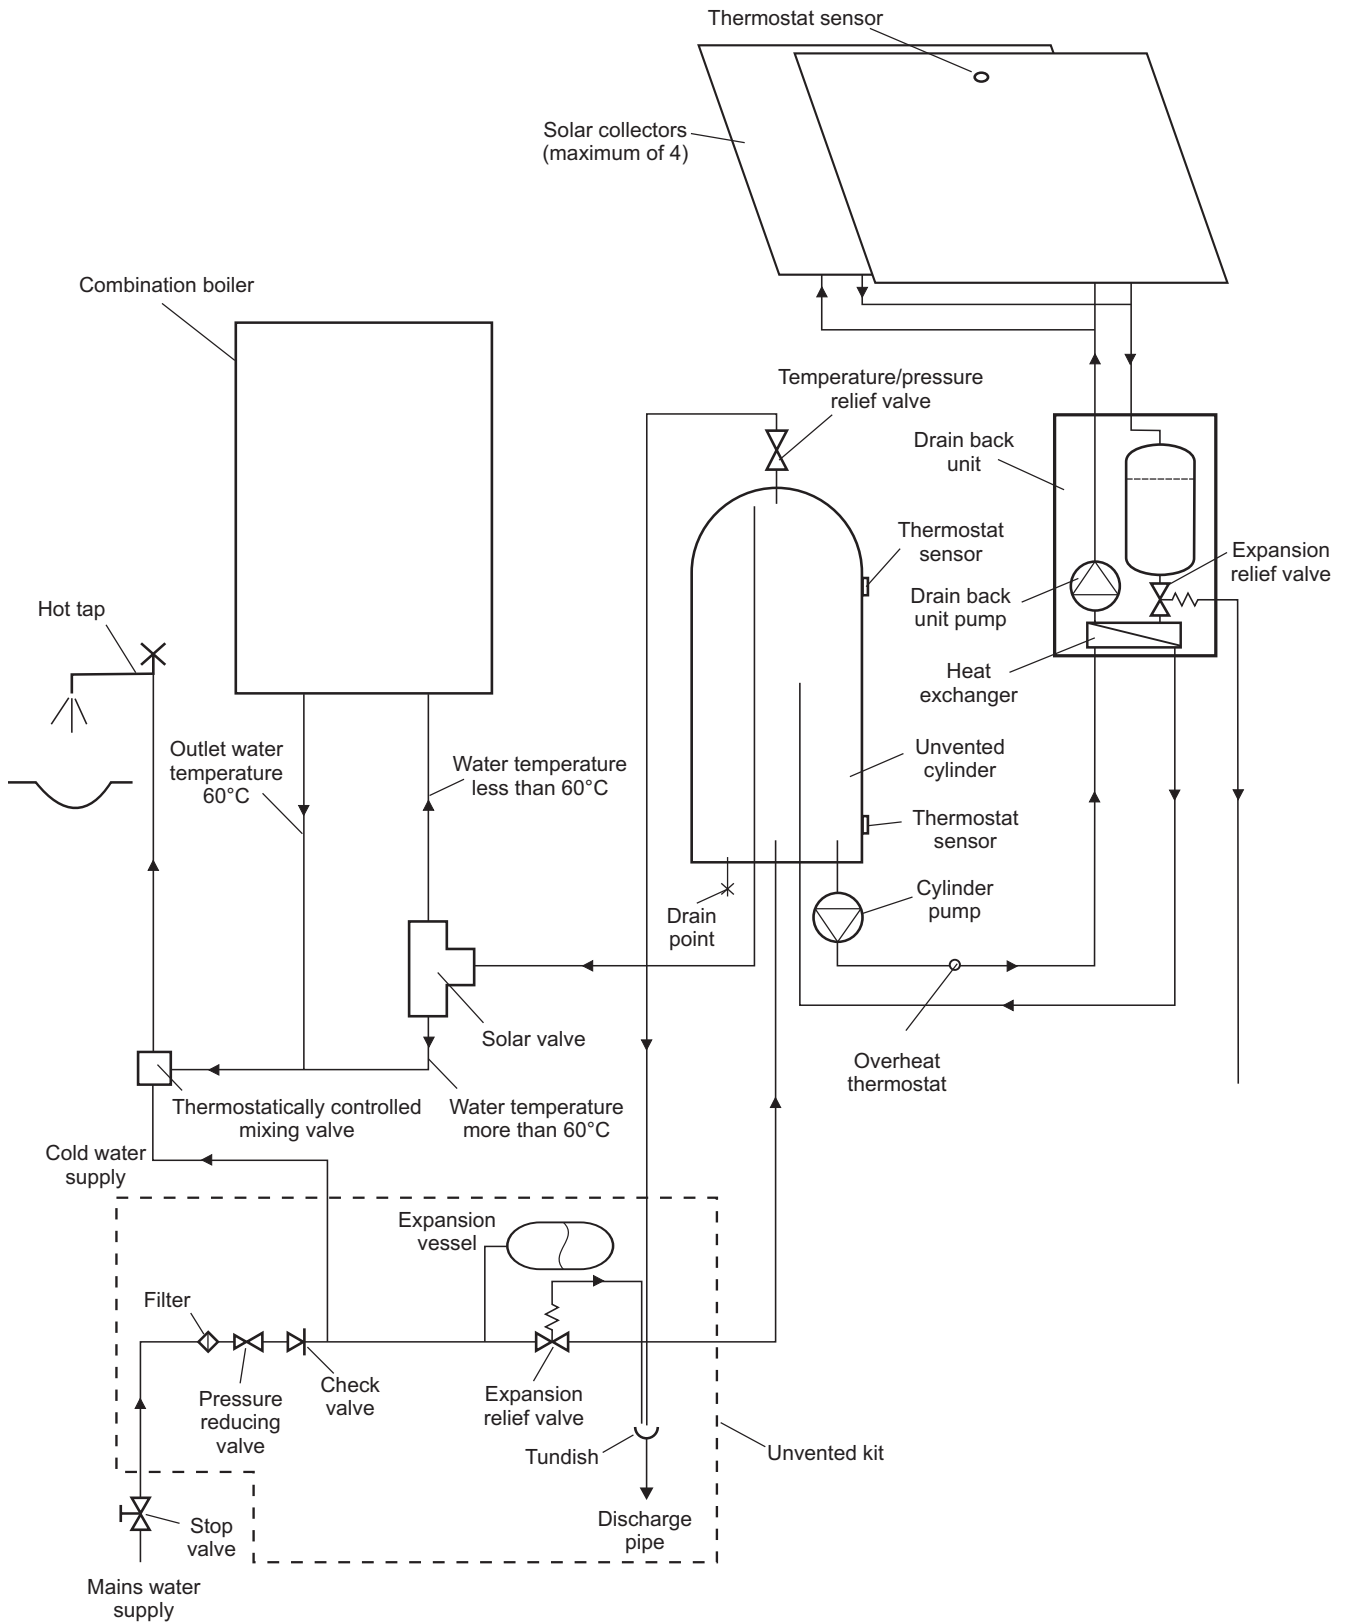 Thermostat sensor
Solar collectors
(maximum of 4)
Combination boiler
Temperature/pressure
relief valve
Drain back
unit
Thermostat
sensor
Expansion
relief valve
Drain back
unit pump
Hot tap
Heat
exchanger
Outlet water
temperature
60°C
Water temperature
less than 60°C
Unvented
cylinder
Thermostat
sensor
Cylinder
pump
Drain
point
Solar valve
Overheat
thermostat
Thermostatically controlled
mixing valve
Water temperature
more than 60°C
Cold water
supply
Expansion
vessel
Filter
Pressure
reducing
valve
Check
valve
Expansion
relief valve
Tundish
Unvented kit
Discharge
pipe
Stop
valve
Mains water
supply